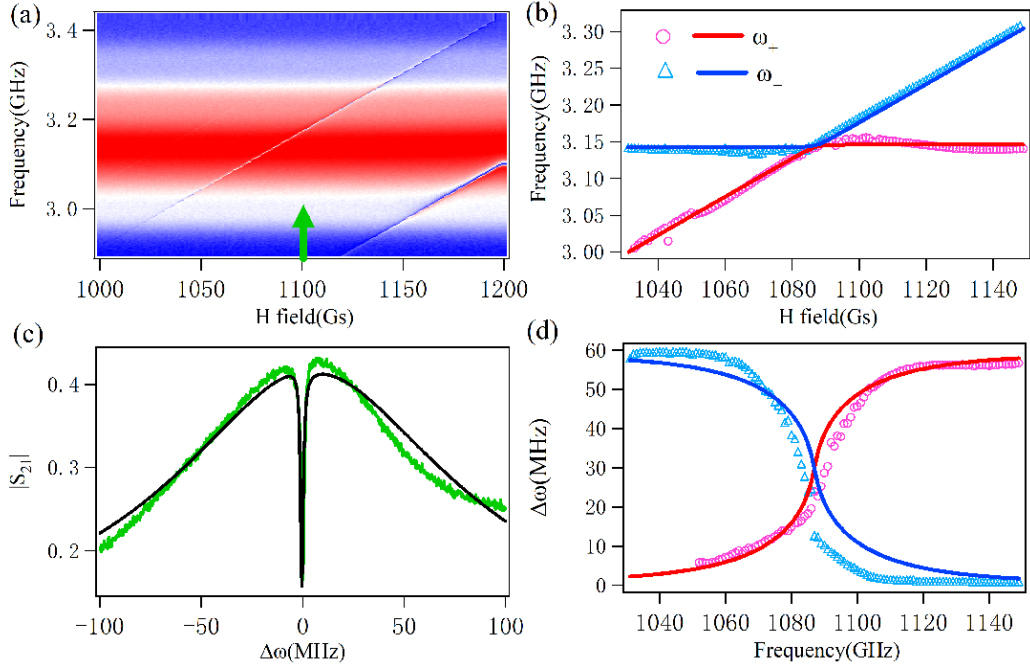 (a)
3.4
3.2
3.0
Frequency(GHz)
1000 1050 1100 1150 1200
H field(Gs)
(b)
3.30
3.25
3.20
3.15
3.10
3.05
3.00
Frequency(GHz)
ω+
ω−
1040 1060 1080 1100 1120 1140
H field(Gs)
(c)
0.4
0.3
0.2
|S21|
−100 −50 0 50 100
Δω(MHz)
(d)
60
50
40
30
20
10
0
Δω(MHz)
1040 1060 1080 1100 1120 1140
Frequency(GHz)